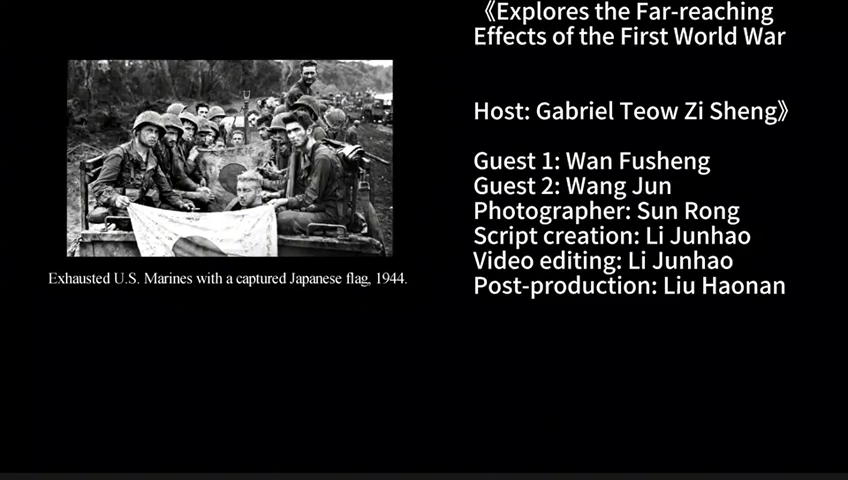 《Explores the Far-reaching
Effects of the First World War
Host: Gabriel Teow Zi Sheng》
Guest 1: Wan Fusheng
Guest 2: Wang Jun
Photographer: Sun Rong
Script creation: Li Junhao
Video editing: Li Junhao
Post-production: Liu Haonan
Exhausted U.S. Marines with a captured Japanese flag, 1944.